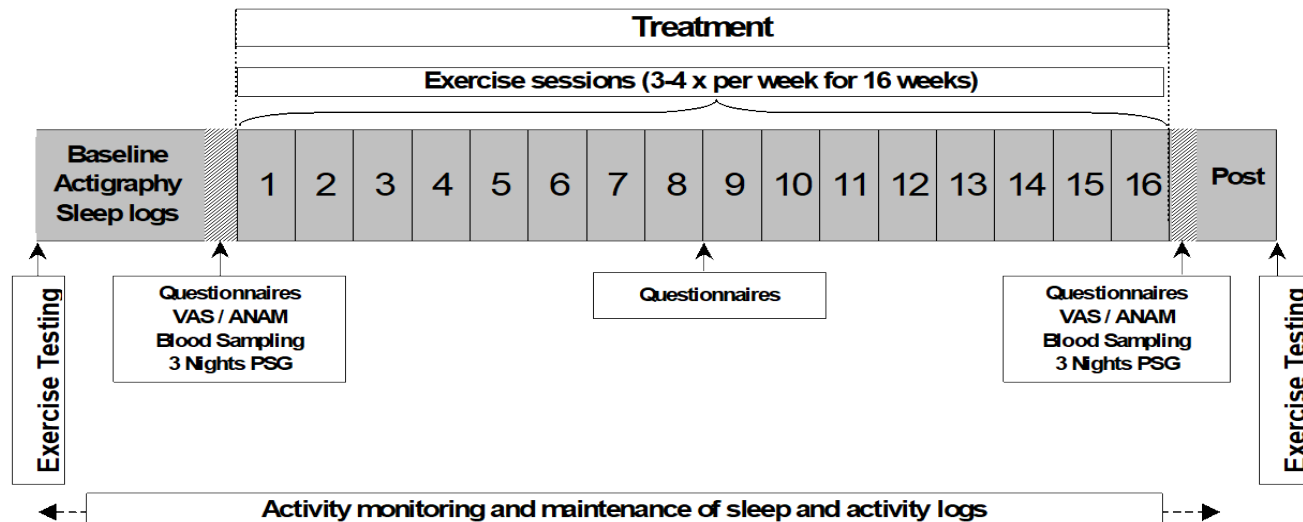 Treatment
Exercise sessions (3-4 x per week for 16 weeks)
Baseline
Actigraphy
Sleep logs
1 2 3 4 5 6 7 8 9 10 11 12 13 14 15 16
Post
Exercise Testing
Questionnaires
VAS / ANAM
Blood Sampling
3 Nights PSG
Questionnaires
Questionnaires
VAS / ANAM
Blood Sampling
3 Nights PSG
Exercise Testing
Activity monitoring and maintenance of sleep and activity logs